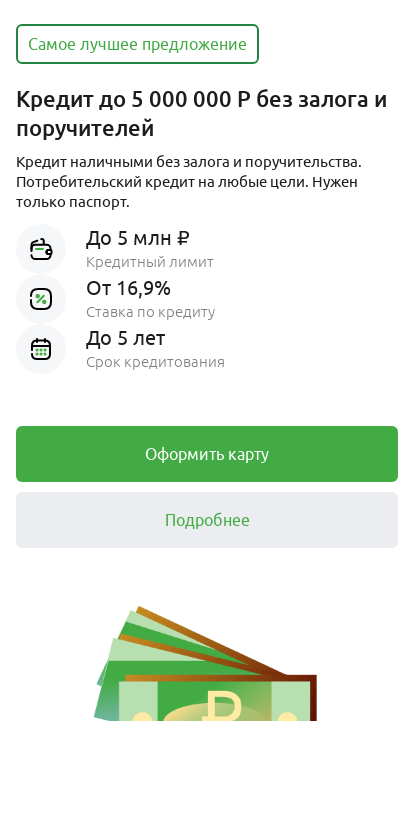 Самое лучшее предложение
Кредит до 5 000 000 Р без залога и
поручителей
Кредит наличными без залога и поручительства.
Потребительский кредит на любые цели. Нужен
только паспорт.
До 5 млн ₽
Кредитный лимит
От 16,9%
Ставка по кредиту
До 5 лет
Срок кредитования
Оформить карту
Подробнее
₽